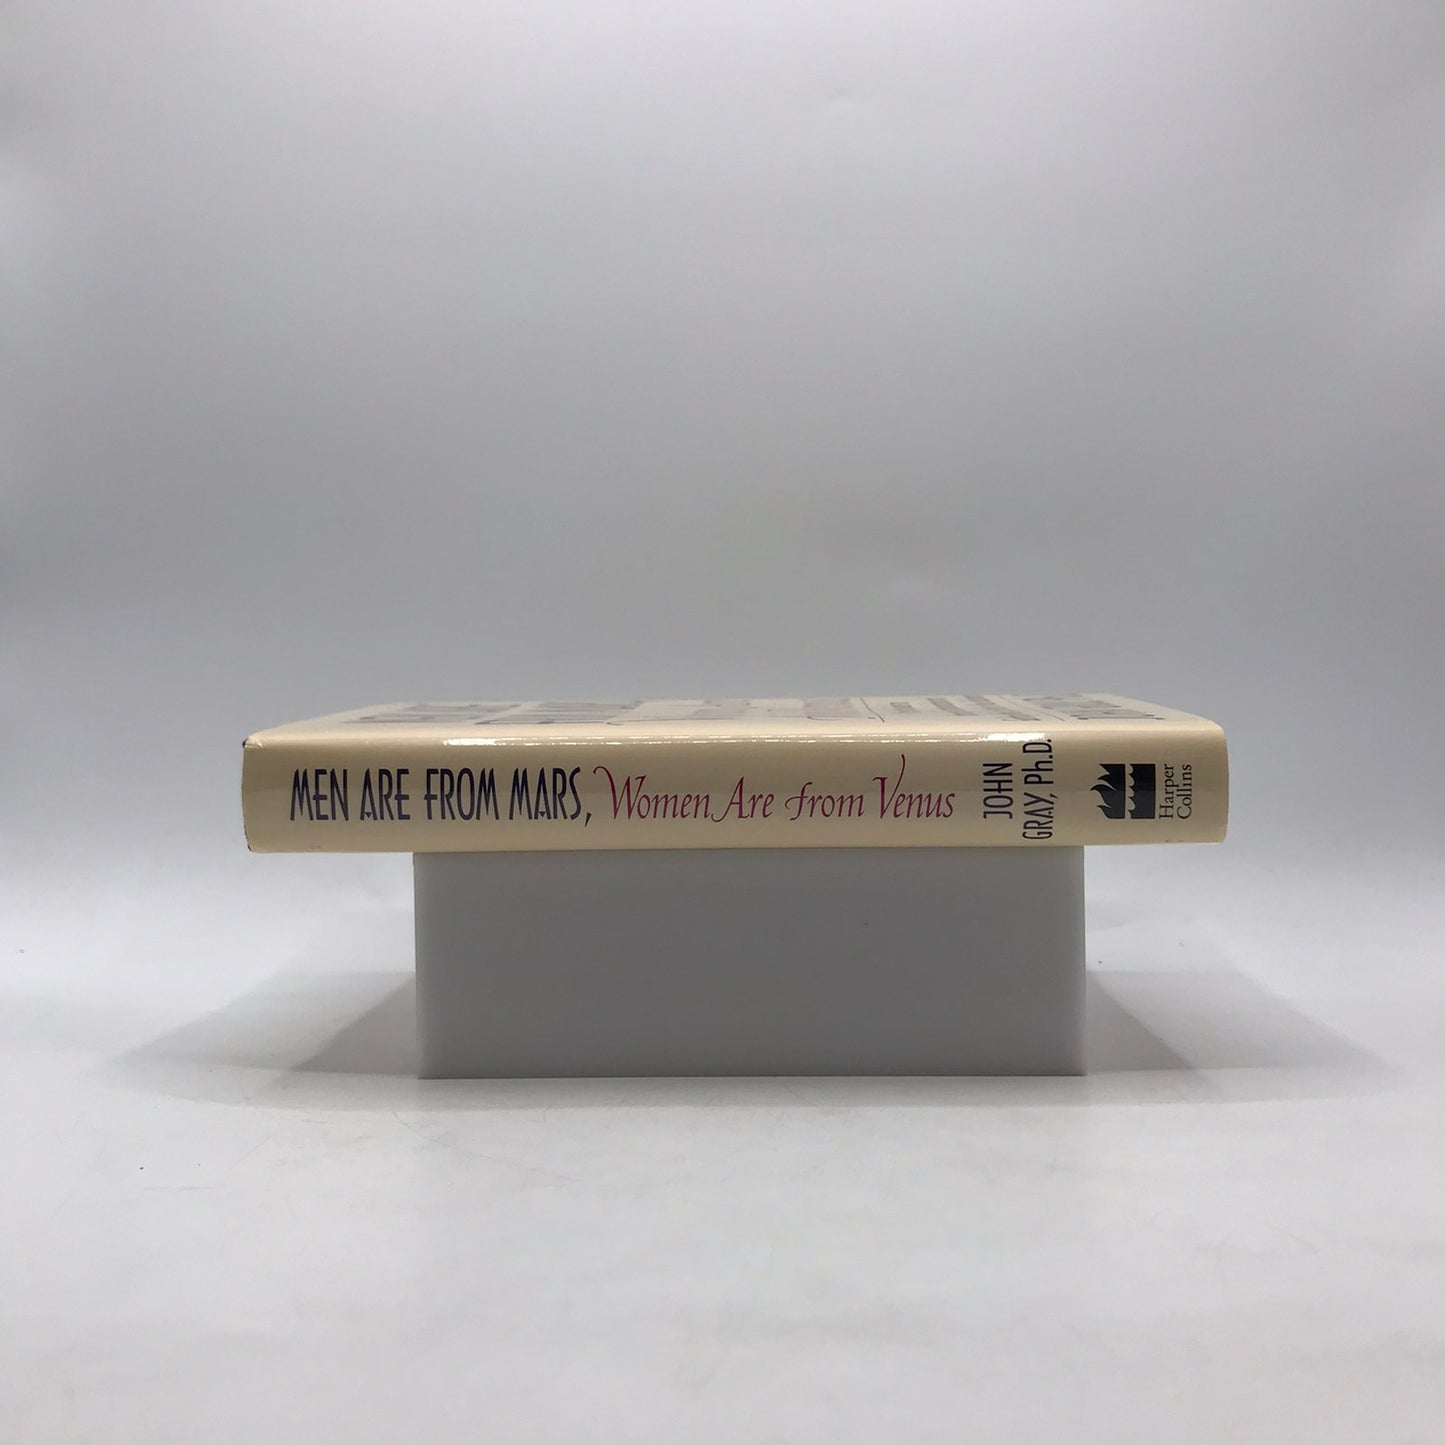 MEN ARE FROM MARS, Women Are from Venus
JOHN
GRAY, Ph.D.
Harper
Collins